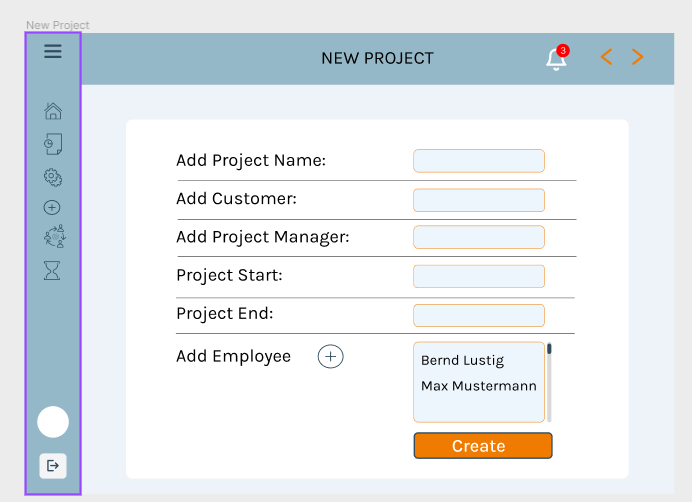 New Project
NEW PROJECT
3
Add Project Name:
Add Customer:
Add Project Manager:
Project Start:
Project End:
Add Employee
Bernd Lustig
Max Mustermann
Create